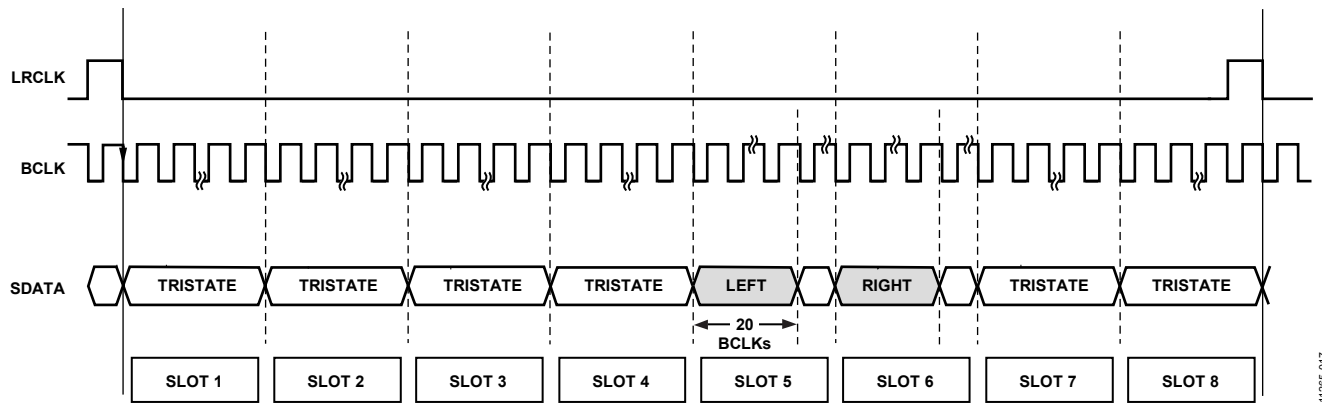 LRCLK
BCLK
SDATA
TRISTATE TRISTATE TRISTATE TRISTATE LEFT RIGHT TRISTATE TRISTATE
20
BCLKs
SLOT 1 SLOT 2 SLOT 3 SLOT 4 SLOT 5 SLOT 6 SLOT 7 SLOT 8